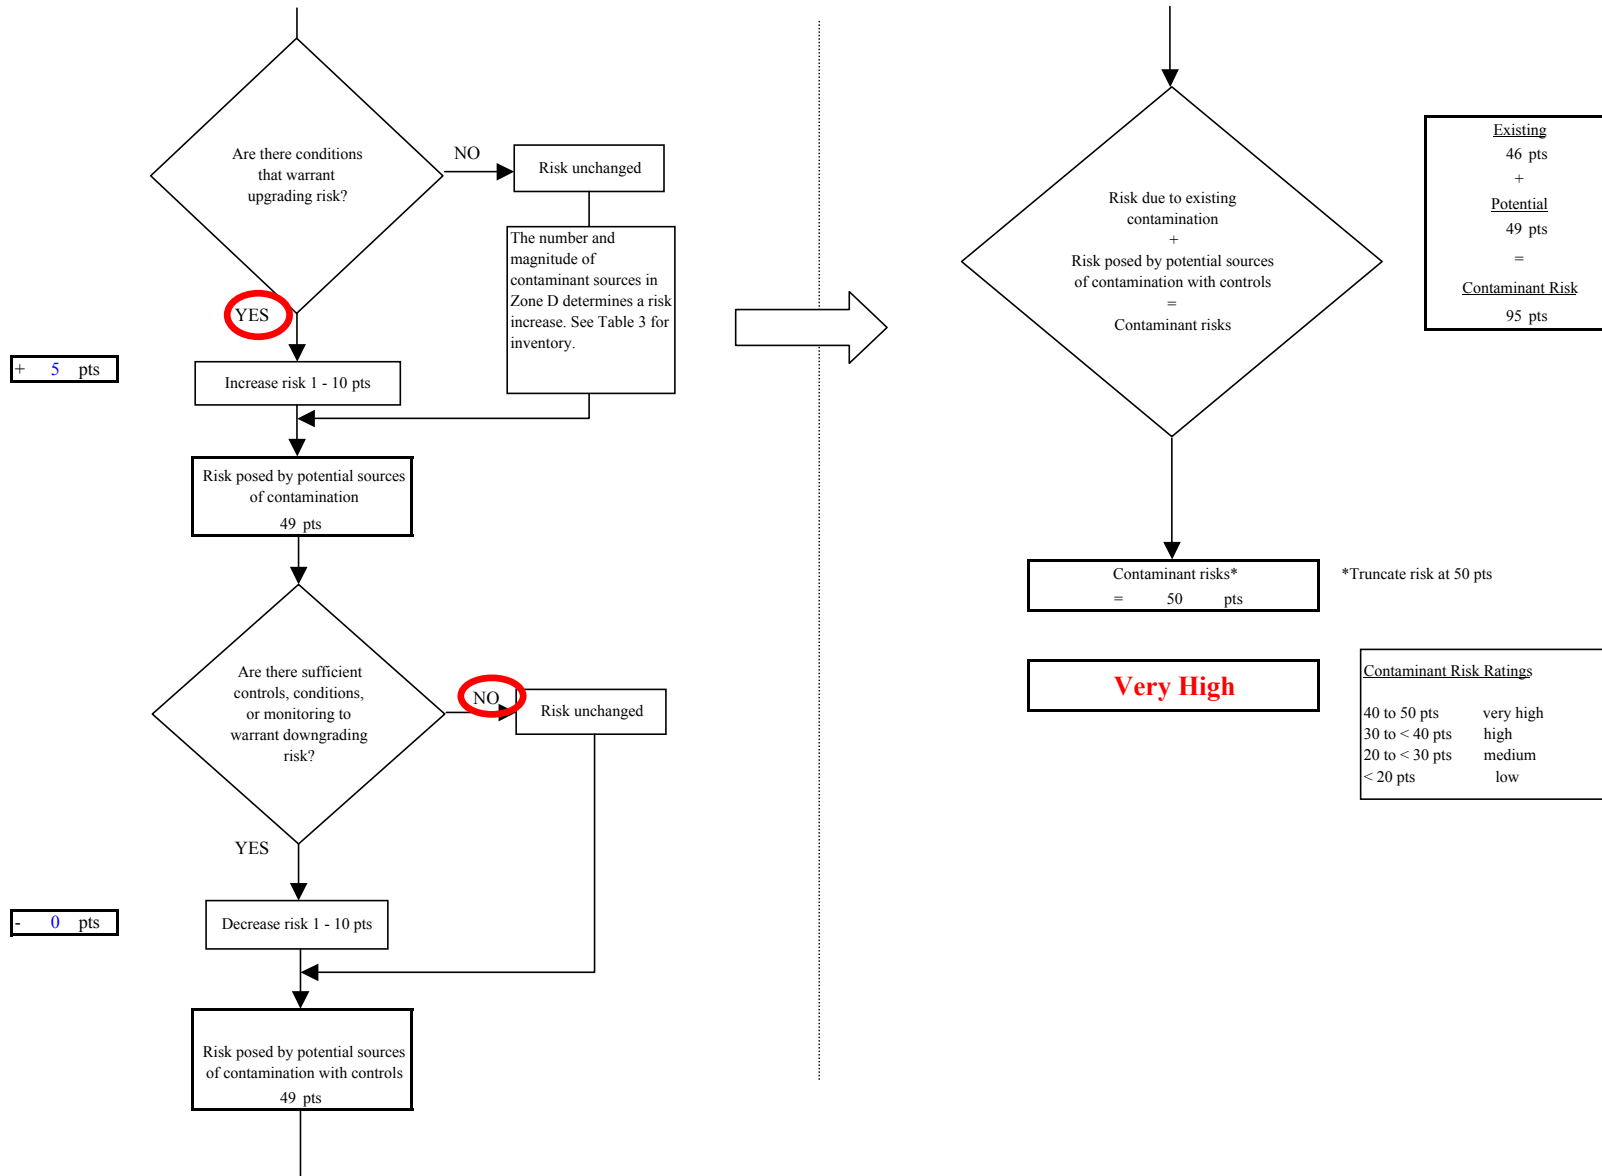 Are there conditions
that warrant
upgrading risk?
NO
Risk unchanged
The number and
magnitude of
contaminant sources in
Zone D determines a risk
increase. See Table 3 for
inventory.
YES
+ 5 pts
Increase risk 1 - 10 pts
Risk posed by potential sources
of contamination
49 pts
Are there sufficient
controls, conditions,
or monitoring to
warrant downgrading
risk?
NO
Risk unchanged
YES
- 0 pts
Decrease risk 1 - 10 pts
Risk posed by potential sources
of contamination with controls
49 pts
Risk due to existing
contamination
+
Risk posed by potential sources
of contamination with controls
=
Contaminant risks
Existing
46 pts
+
Potential
49 pts
=
Contaminant Risk
95 pts
Contaminant risks*
= 50 pts
*Truncate risk at 50 pts
Very High
Contaminant Risk Ratings
40 to 50 pts very high
30 to < 40 pts high
20 to < 30 pts medium
< 20 pts low